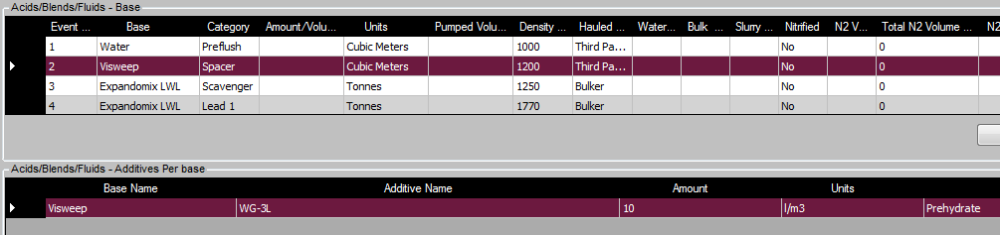 Acids/Blends/Fluids - Base
Event ... Base Category Amount/Volu... Units Pumped Volu... Density ... Hauled ... Water... Bulk ... Slurry ... Nitrified N2 V... Total N2 Volume ... N2
1 Water Preflush Cubic Meters 1000 Third Pa... No 0
2 Visweep Spacer Cubic Meters 1200 Third Pa... No 0
3 Expandomix LWL Scavenger Tonnes 1250 Bulker No 0
4 Expandomix LWL Lead 1 Tonnes 1770 Bulker No 0
Acids/Blends/Fluids - Additives Per base
Base Name Additive Name Amount Units
Visweep WG-3L 10 l/m3 Prehydrate